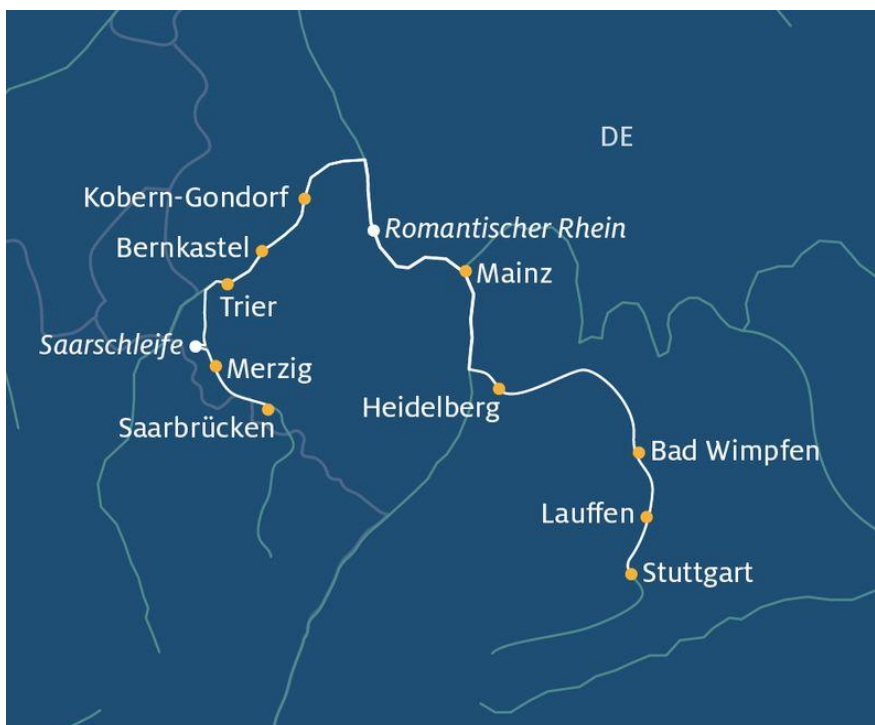 DE
Kobern-Gondorf
Romantischer Rhein
Bernkastel
Mainz
Trier
Saarschleife
Merzig
Heidelberg
Saarbrücken
Bad Wimpfen
Lauffen
Stuttgart